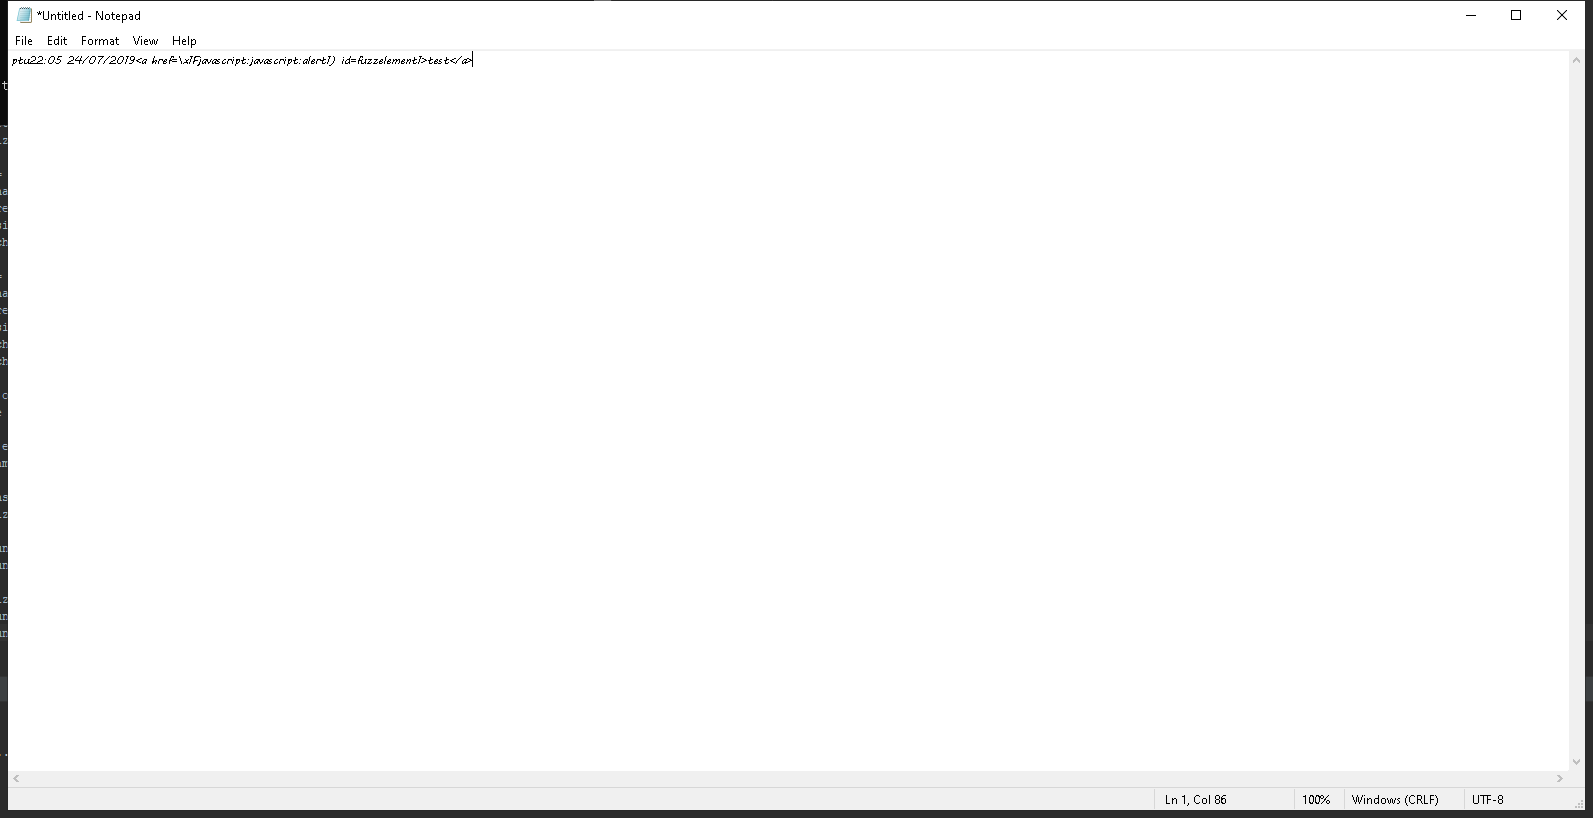 *Untitled - Notepad
File Edit Format View Help
ptu22:05 24/07/2019<a href=\x1Fjavascript:javascript:alert1) id=fuzzelement1>test</a>
Ln 1, Col 86 100% Windows (CRLF) UTF-8